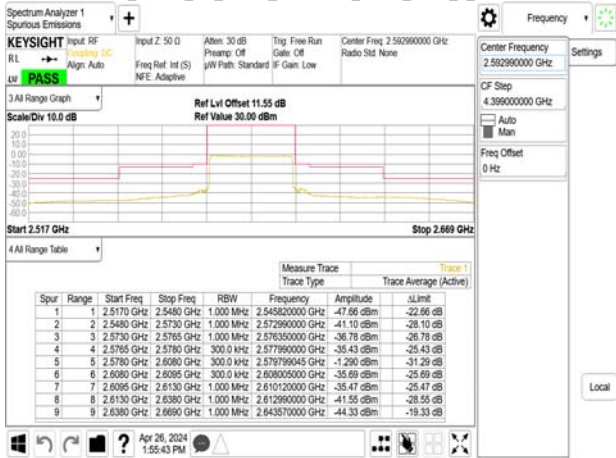 Spectrum Analyzer 1
Spurious Emissions
Frequency
KEYSIGHT Input: RF Input Z: 50 Ω Atten: 30 dB Trig: Free Run Center Freq: 2.592990000 GHz
RL Coupling: DC Preamp: Off Gate: Off Radio Std: None
Align: Auto Freq Ref: Int (S) µW Path: Standard IF Gain: Low
LU PASS NFE: Adaptive
Center Frequency
2.592990000 GHz
Settings
CF Step
4.399000000 GHz
Auto
Man
Freq Offset
0 Hz
3 All Range Graph
Ref Lvl Offset 11.55 dB
Scale/Div 10.0 dB Ref Value 30.00 dBm
20.0
10.0
0.00
-10.0
-20.0
-30.0
-40.0
-50.0
-60.0
Start 2.517 GHz Stop 2.669 GHz
4 All Range Table
Measure Trace Trace 1
Trace Type Trace Average (Active)
Spur Range Start Freq Stop Freq RBW Frequency Amplitude ΔLimit
1 1 2.5170 GHz 2.5480 GHz 1.000 MHz 2.545820000 GHz -47.66 dBm -22.66 dB
2 2 2.5480 GHz 2.5730 GHz 1.000 MHz 2.572990000 GHz -41.10 dBm -28.10 dB
3 3 2.5730 GHz 2.5765 GHz 1.000 MHz 2.576350000 GHz -36.78 dBm -26.78 dB
4 4 2.5765 GHz 2.5780 GHz 300.0 kHz 2.577990000 GHz -35.43 dBm -25.43 dB
5 5 2.5780 GHz 2.6080 GHz 300.0 kHz 2.579799045 GHz -1.290 dBm -31.29 dB
6 6 2.6080 GHz 2.6095 GHz 300.0 kHz 2.608005000 GHz -35.69 dBm -25.69 dB
7 7 2.6095 GHz 2.6130 GHz 1.000 MHz 2.610120000 GHz -35.47 dBm -25.47 dB
8 8 2.6130 GHz 2.6380 GHz 1.000 MHz 2.612990000 GHz -41.55 dBm -28.55 dB
9 9 2.6380 GHz 2.6690 GHz 1.000 MHz 2.643570000 GHz -44.33 dBm -19.33 dB
Local
Apr 26, 2024
1:55:43 PM